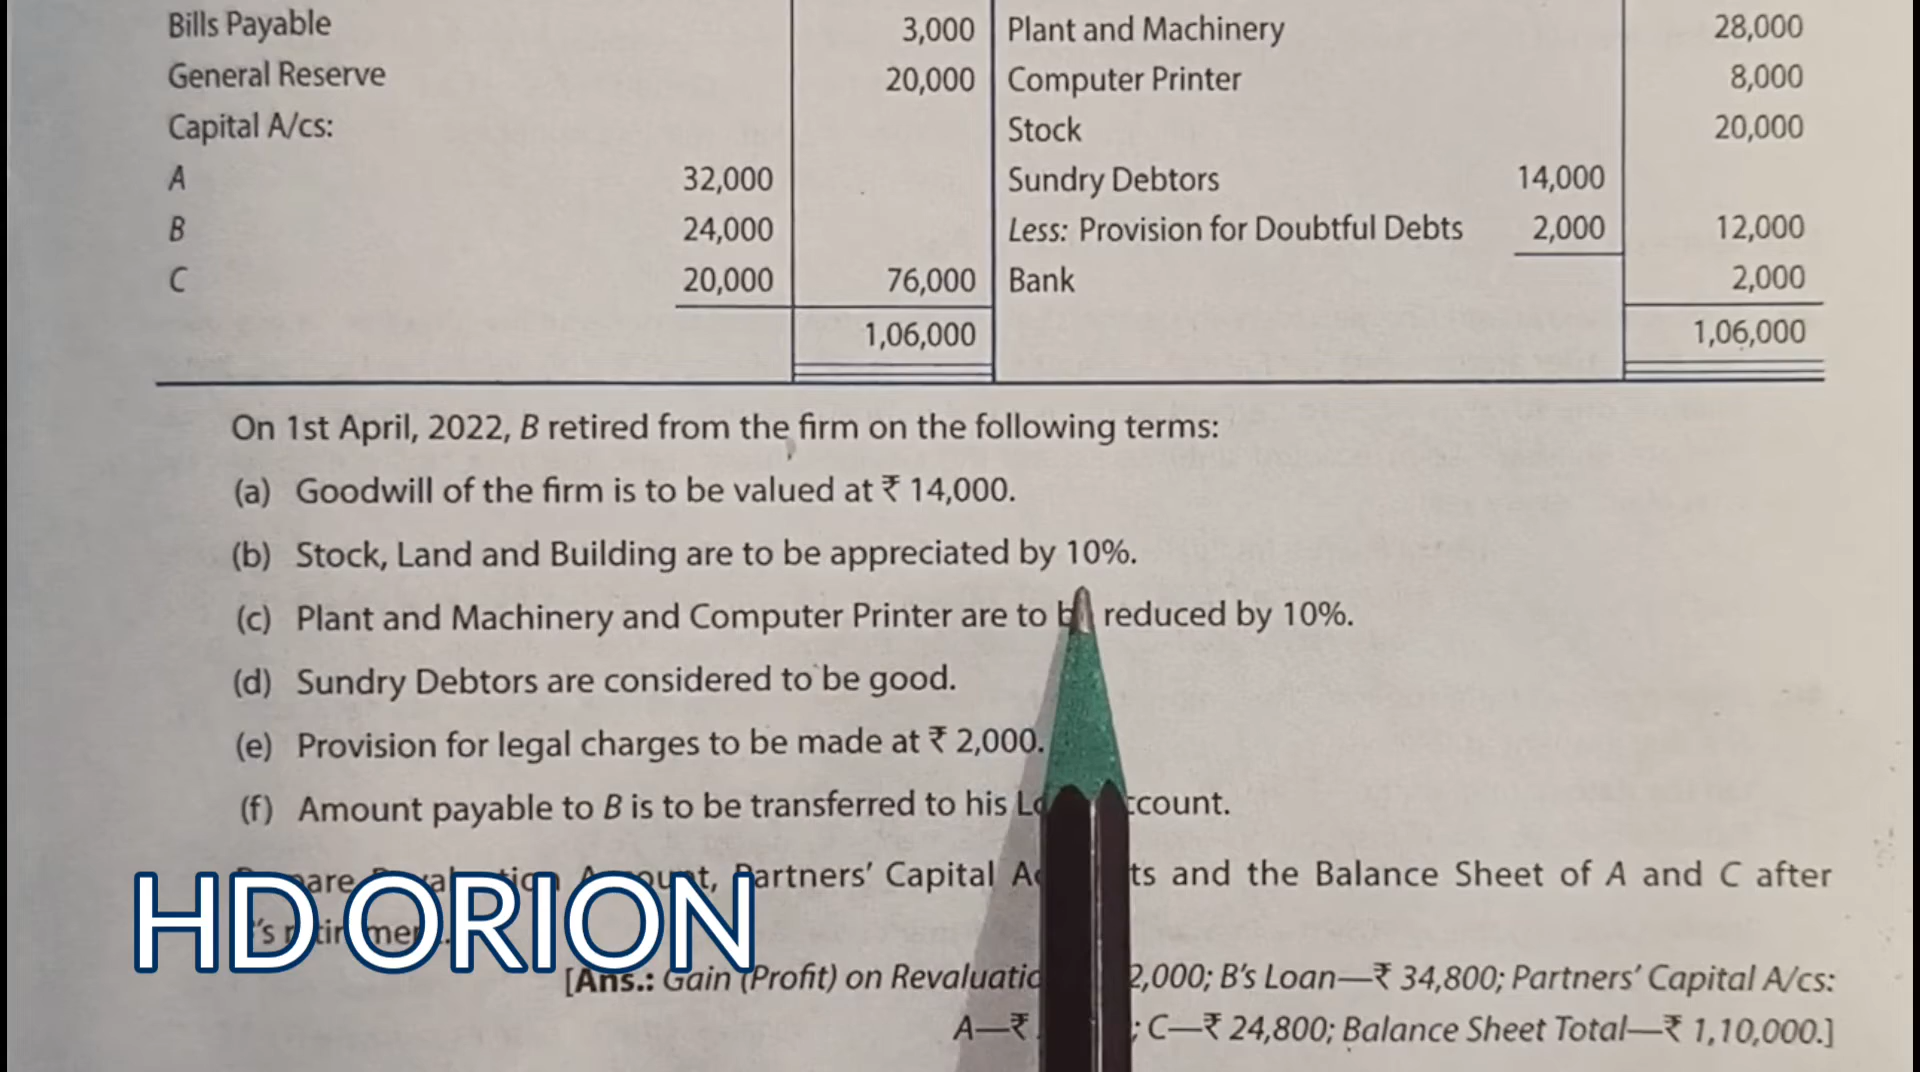 Bills Payable 3,000 Plant and Machinery 28,000
General Reserve 20,000 Computer Printer 8,000
Capital A/cs: Stock 20,000
A 32,000 Sundry Debtors 14,000
B 24,000 Less: Provision for Doubtful Debts 2,000 12,000
C 20,000 76,000 Bank 2,000
1,06,000 1,06,000
On 1st April, 2022, B retired from the firm on the following terms:
(a) Goodwill of the firm is to be valued at ₹ 14,000.
(b) Stock, Land and Building are to be appreciated by 10%.
(c) Plant and Machinery and Computer Printer are to reduced by 10%.
(d) Sundry Debtors are considered to be good.
(e) Provision for legal charges to be made at ₹ 2,000.
(f) Amount payable to B is to be transferred to his
Partners' Capital and the Balance Sheet of A and C after
HD ORION
[Ans.: Gain (Profit) on 2,000; B's Loan—₹ 34,800; Partners' Capital A/cs:
A—₹ ; C—₹ 24,800; Balance Sheet Total—₹ 1,10,000.]